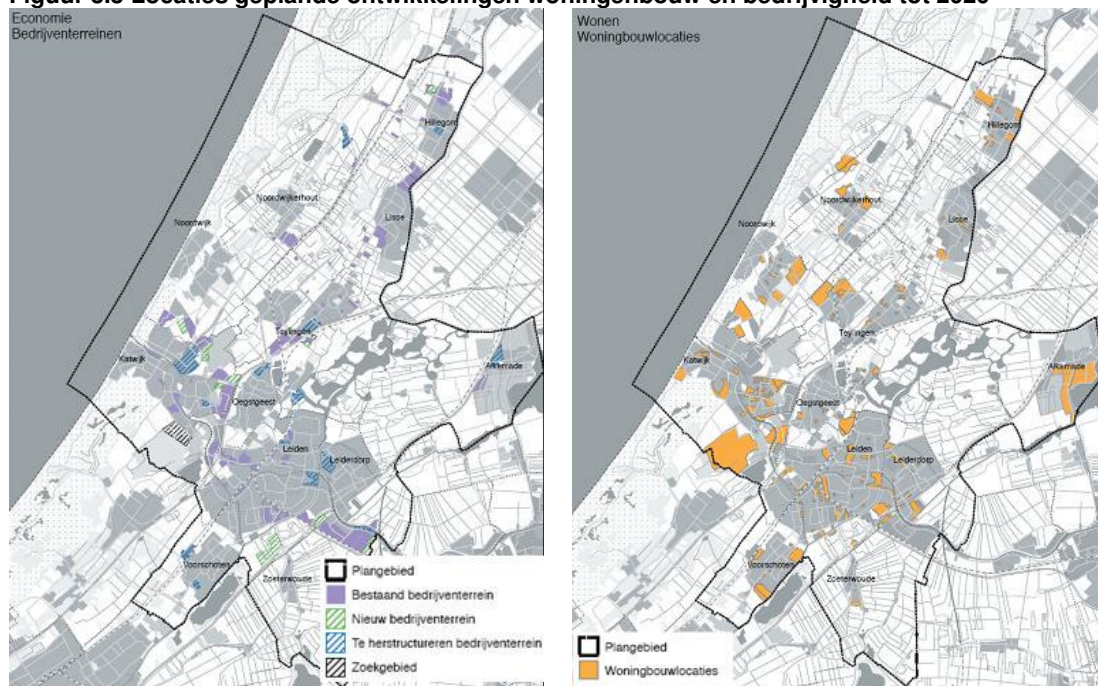 Economie
Bedrijventerreinen
Hillegom
Noordwijkerhout
Lisse
Noordwijk
Teylingen
Katwijk
Alkemade
Oegstgeest
Leiden
Leiderdorp
Voorschoten
Zoeterwoude
Plangebied
Bestaand bedrijventerrein
Nieuw bedrijventerrein
Te herstructureren bedrijventerrein
Zoekgebied
Wonen
Woningbouwlocaties
Hillegom
Noordwijkerhout
Lisse
Noordwijk
Teylingen
Katwijk
Alkemade
Oegstgeest
Leiden
Leiderdorp
Voorschoten
Zoeterwoude
Plangebied
Woningbouwlocaties